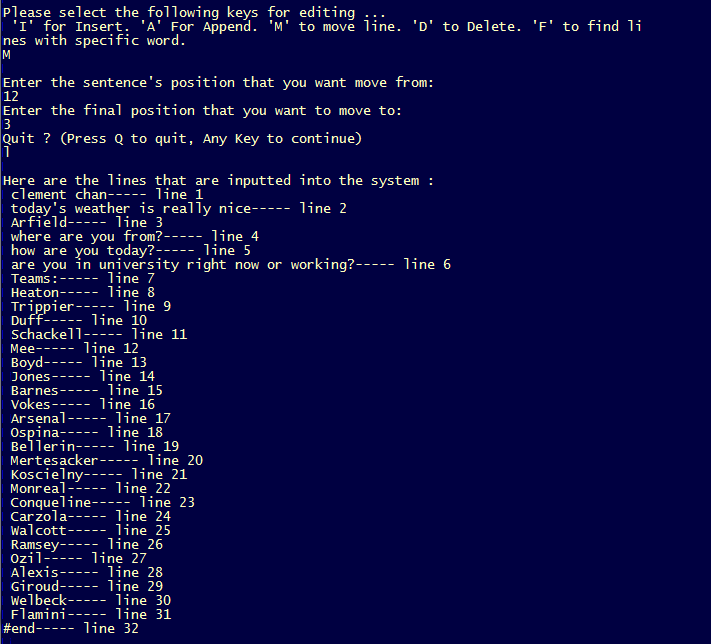 Please select the following keys for editing ...
'I' for Insert. 'A' For Append. 'M' to move line. 'D' to Delete. 'F' to find li
nes with specific word.
M
Enter the sentence's position that you want move from:
12
Enter the final position that you want to move to:
3
Quit ? (Press Q to quit, Any Key to continue)
l
Here are the lines that are inputted into the system :
clement chan----- line 1
today's weather is really nice----- line 2
Arfield----- line 3
where are you from?----- line 4
how are you today?----- line 5
are you in university right now or working?----- line 6
Teams:----- line 7
Heaton----- line 8
Trippier----- line 9
Duff----- line 10
Schackell----- line 11
Mee----- line 12
Boyd----- line 13
Jones----- line 14
Barnes----- line 15
Vokes----- line 16
Arsenal----- line 17
Ospina----- line 18
Bellerin----- line 19
Mertesacker----- line 20
Koscielny----- line 21
Monreal----- line 22
Conqueline----- line 23
Carzola----- line 24
Walcott----- line 25
Ramsey----- line 26
Ozil----- line 27
Alexis----- line 28
Giroud----- line 29
Welbeck----- line 30
Flamini----- line 31
#end----- line 32